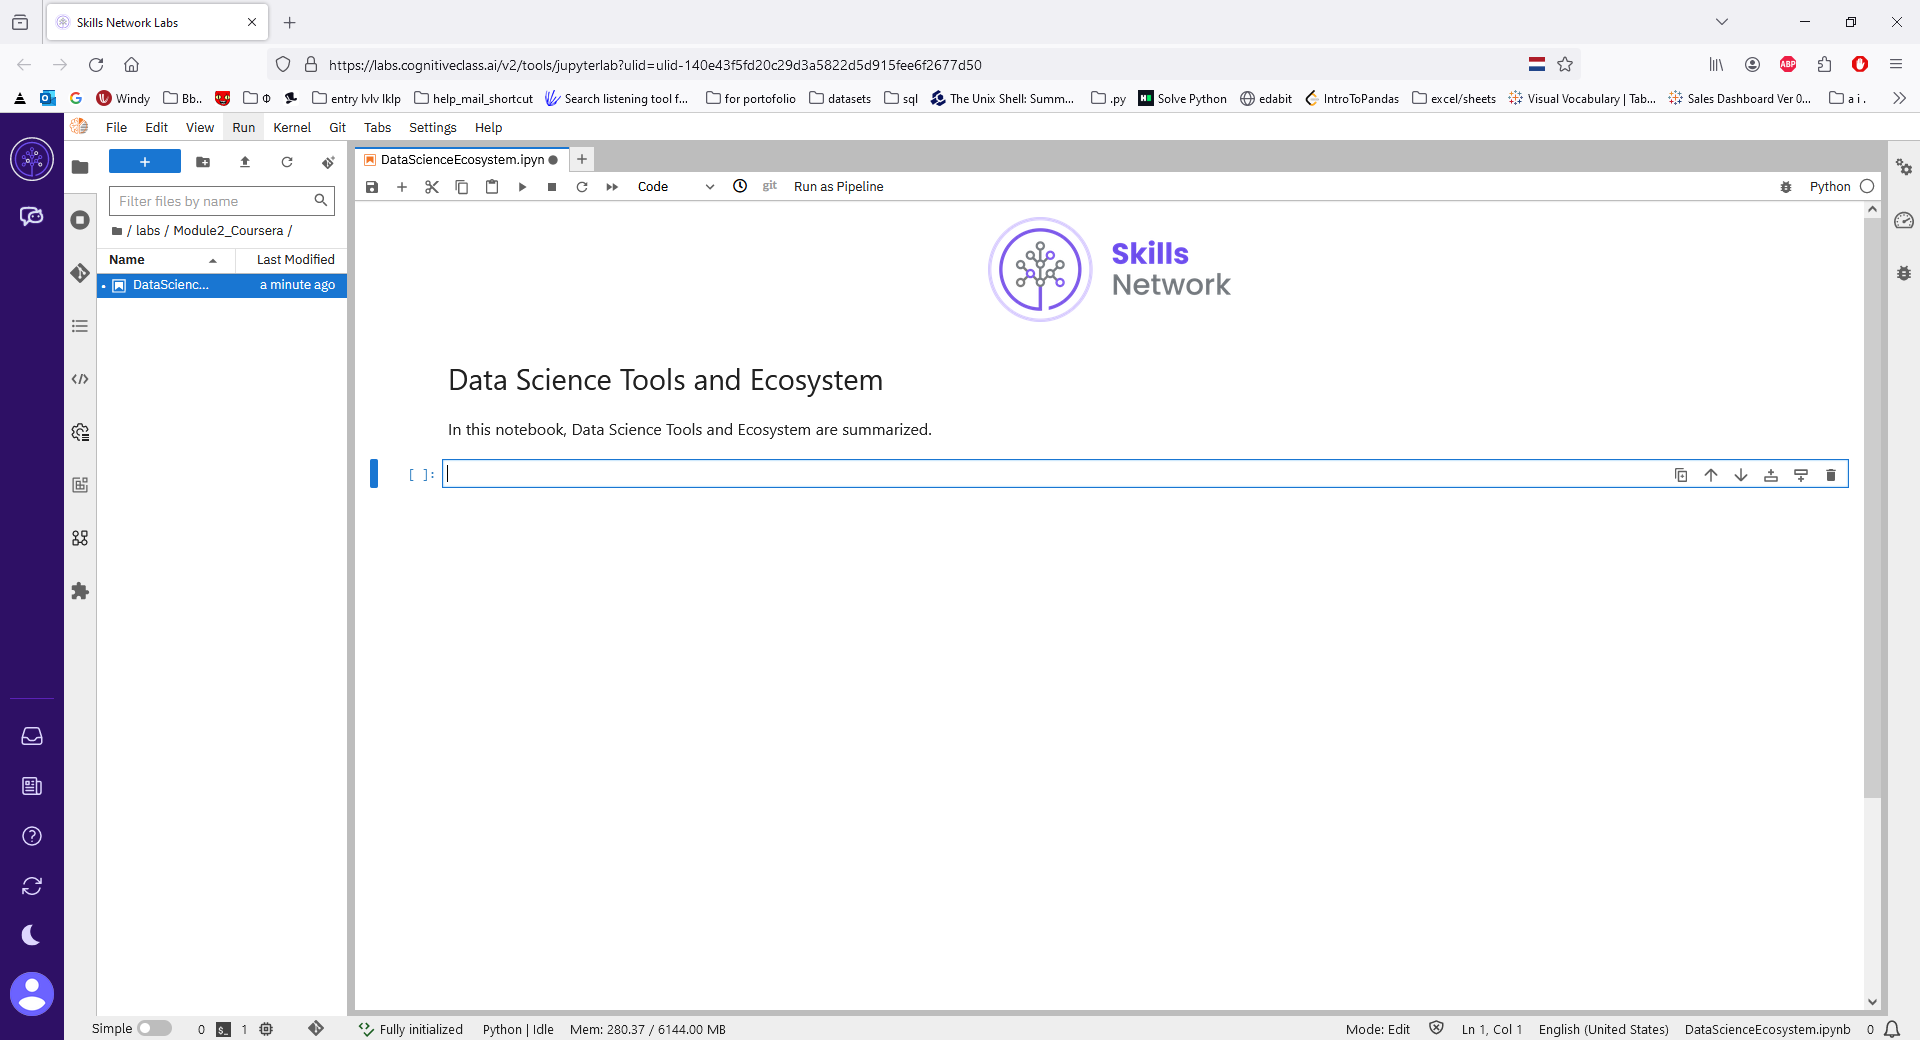 Skills Network Labs
https://labs.cognitiveclass.ai/v2/tools/jupyterlab?ulid=ulid-140e43f5fd20c29d3a5822d5d915fee6f2677d50
ABP
Windy Bb.. Φ entry lvlv lklp help_mail_shortcut Search listening tool f... for portofolio datasets sql The Unix Shell: Summ... .py Solve Python edabit IntroToPandas excel/sheets Visual Vocabulary | Tab... Sales Dashboard Ver 0... a i .
File Edit View Run Kernel Git Tabs Settings Help
DataScienceEcosystem.ipyn
Code git Run as Pipeline Python
Filter files by name
/ labs / Module2_Coursera /
Name Last Modified
DataScienc... a minute ago
Skills
Network
Data Science Tools and Ecosystem
In this notebook, Data Science Tools and Ecosystem are summarized.
[ ]:
Simple 0 1 Fully initialized Python | Idle Mem: 280.37 / 6144.00 MB Mode: Edit Ln 1, Col 1 English (United States) DataScienceEcosystem.ipynb 0